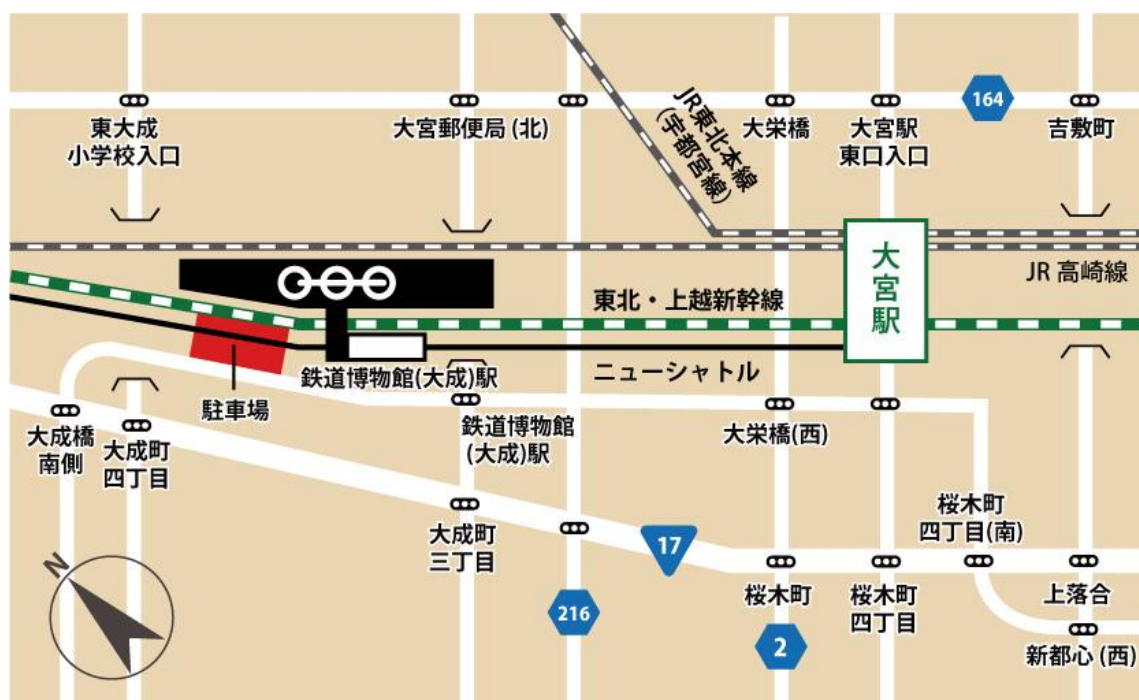 164
東大成
小学校入口
大宮郵便局(北)
JR東北本線
(宇都宮線)
大栄橋
大宮駅
東口入口
吉敷町
大宮駅
JR 高崎線
東北・上越新幹線
ニューシャトル
鉄道博物館(大成)駅
駐車場
大成橋
南側
大成町
四丁目
鉄道博物館
(大成)駅
大栄橋(西)
大成町
三丁目
17
桜木町
四丁目(南)
N
216
桜木町
2
桜木町
四丁目
上落合
新都心(西)